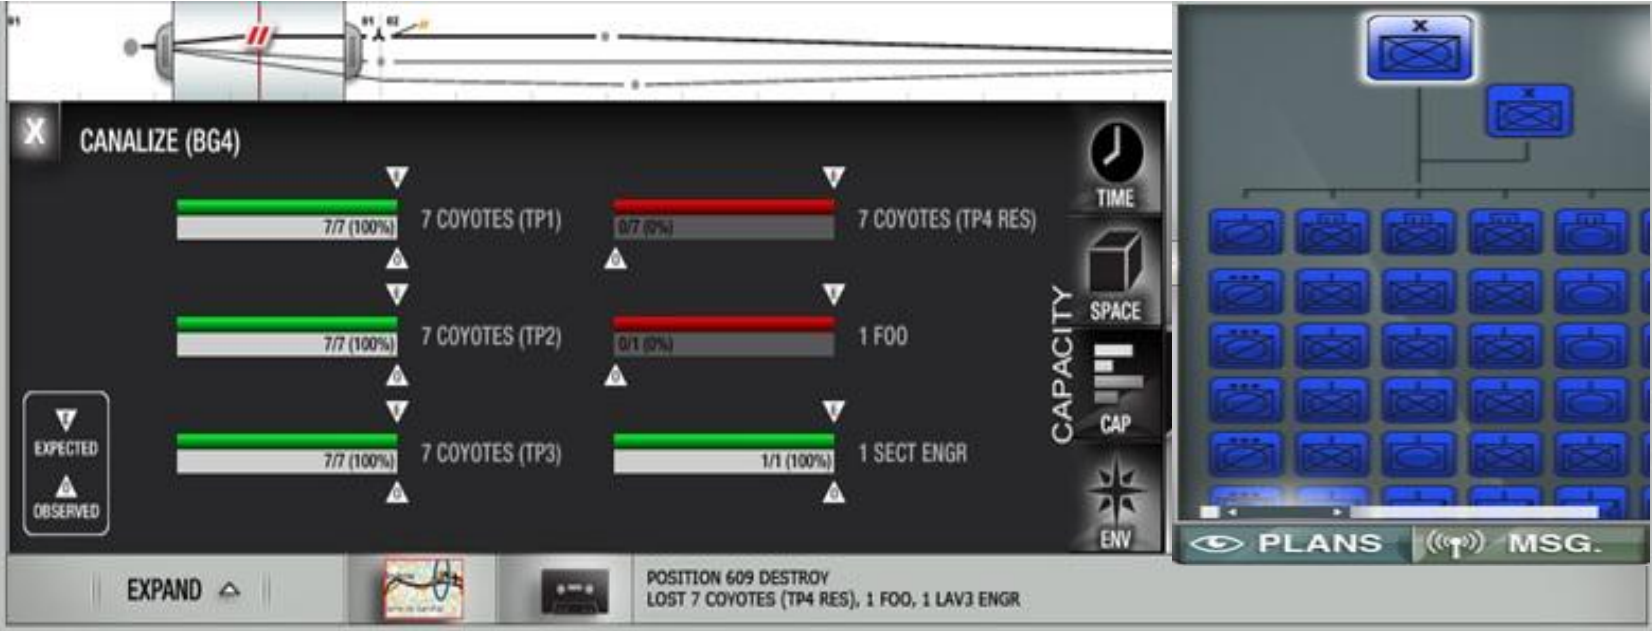 01
01 02
X CANALIZE (BG4)
7/7 (100%) 7 COYOTES (TP1)
0/7 (0%) 7 COYOTES (TP4 RES)
7/7 (100%) 7 COYOTES (TP2)
0/1 (0%) 1 FOO
7/7 (100%) 7 COYOTES (TP3)
1/1 (100%) 1 SECT ENGR
E
EXPECTED
O
OBSERVED
CAPACITY
TIME
SPACE
CAP
ENV
EXPAND
POSITION 609 DESTROY
LOST 7 COYOTES (TP4 RES), 1 FOO, 1 LAV3 ENGR
X
X
PLANS
MSG.